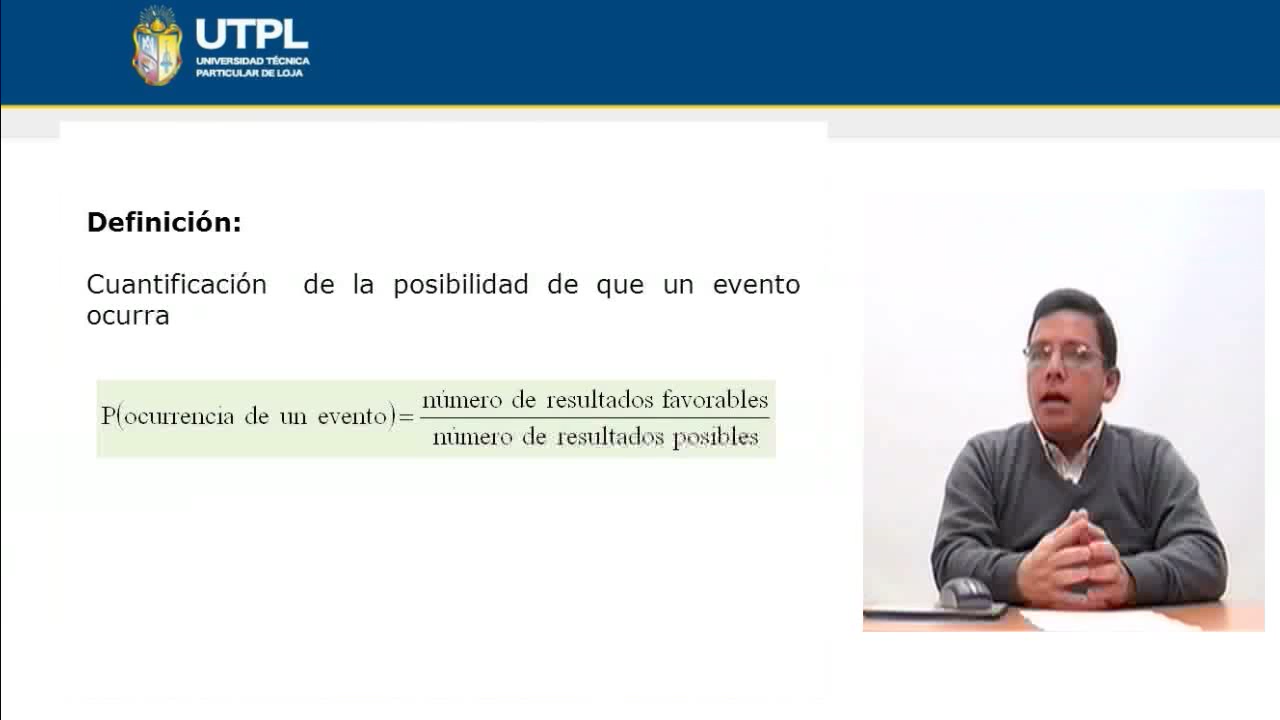 UTPL
UNIVERSIDAD TÉCNICA
PARTICULAR DE LOJA
Definición:
Cuantificación de la posibilidad de que un evento
ocurra
P(ocurrencia de un evento)= número de resultados favorables
número de resultados posibles